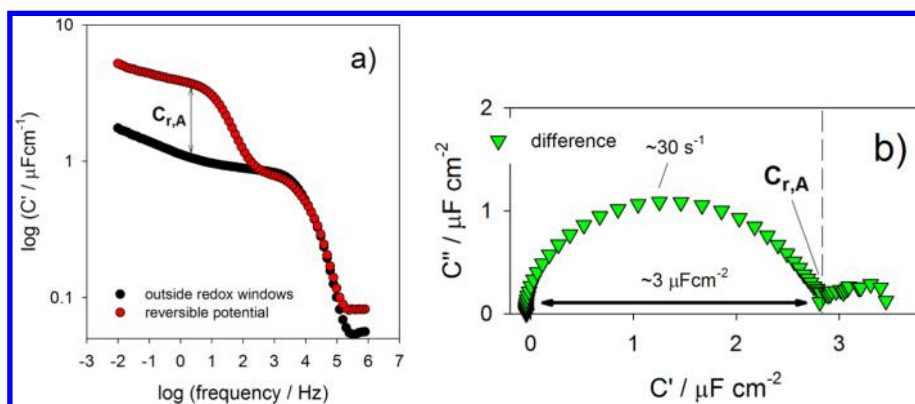 a)
10
1
0.1
log (C' / μFcm⁻¹)
C_r,A
outside redox windows
reversible potential
-3 -2 -1 0 1 2 3 4 5 6 7
log (frequency / Hz)
b)
2
1
0
C'' / μF cm⁻²
difference
~30 s⁻¹
C_r,A
~3 μFcm⁻²
0 1 2 3
C' / μF cm⁻²